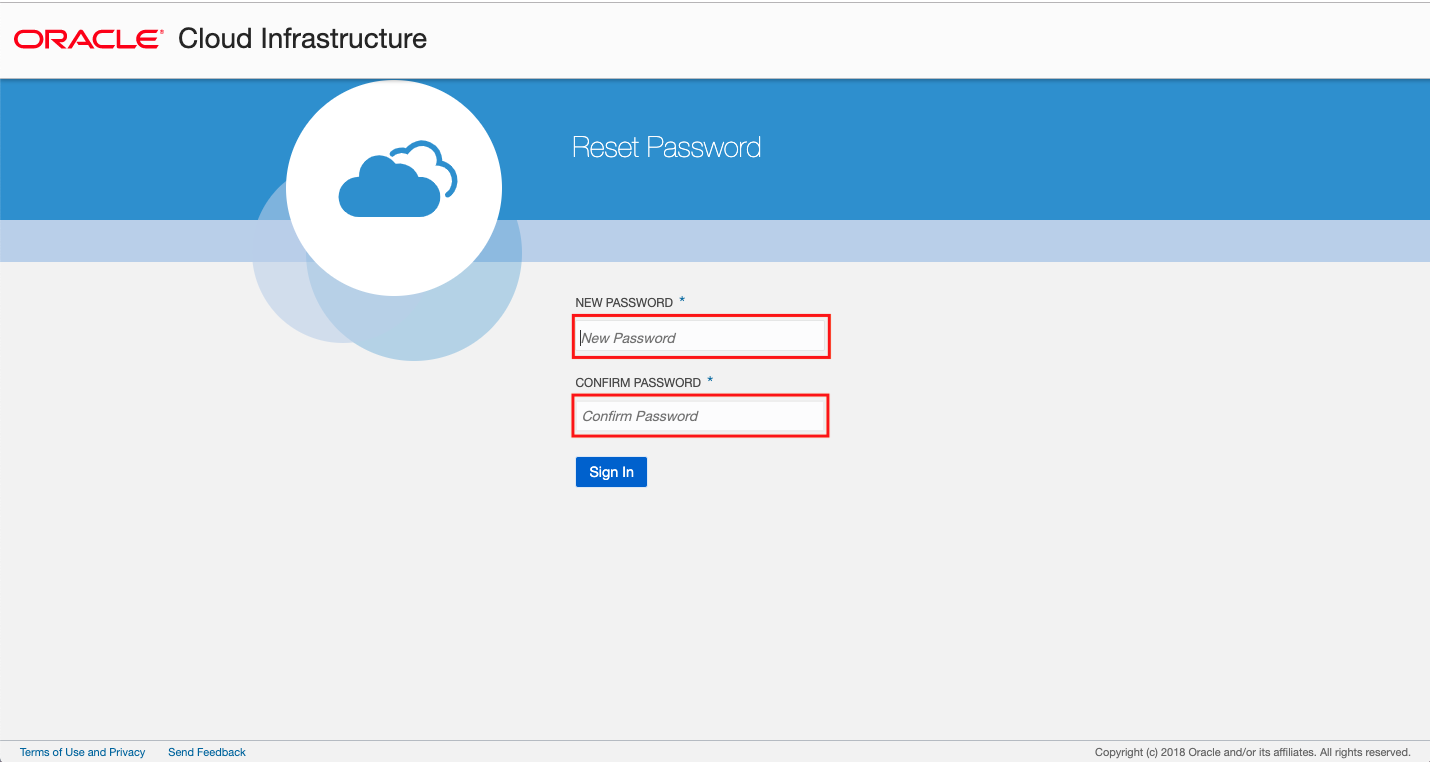 ORACLE® Cloud Infrastructure
Reset Password
NEW PASSWORD *
New Password
CONFIRM PASSWORD *
Confirm Password
Sign In
Terms of Use and Privacy Send Feedback Copyright (c) 2018 Oracle and/or its affiliates. All rights reserved.